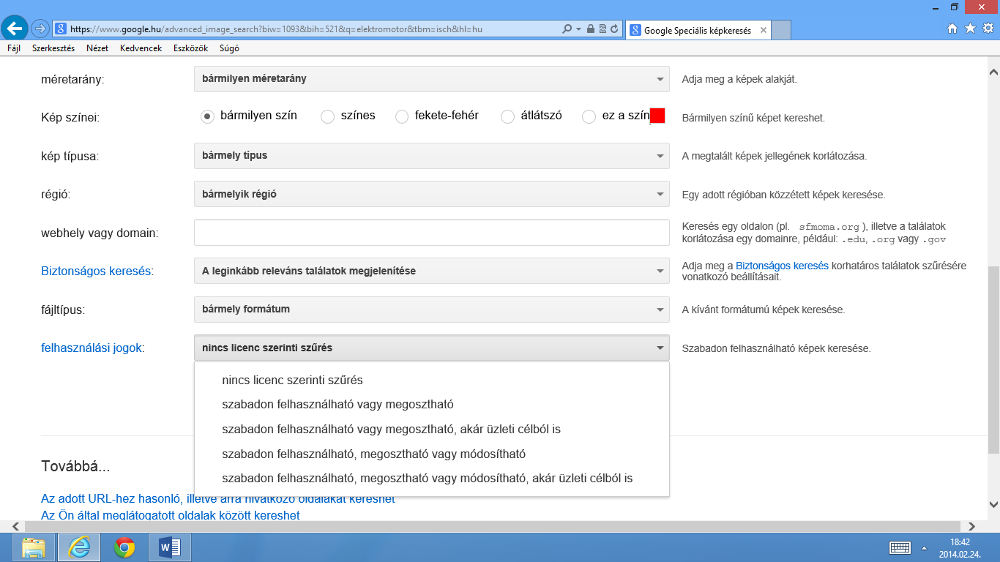 https://www.google.hu/advanced_image_search?biw=1093&bih=521&q=elektromotor&tbm=isch&hl=hu
Google Speciális képkeresés
Fájl Szerkesztés Nézet Kedvencek Eszközök Súgó
méretarány: bármilyen méretarány Adja meg a képek alakját.
Kép színei: bármilyen szín színes fekete-fehér átlátszó ez a szín Bármilyen színű képet kereshet.
kép típusa: bármely típus A megtalált képek jellegének korlátozása.
régió: bármelyik régió Egy adott régióban közzétett képek keresése.
webhely vagy domain: Keresés egy oldalon (pl. sfmoma.org ), illetve a találatok
korlátozása egy domainre, például: .edu, .org vagy .gov
Biztonságos keresés: A leginkább releváns találatok megjelenítése Adja meg a Biztonságos keresés korhatáros találatok szűrésére
vonatkozó beállításait.
fájltípus: bármely formátum A kívánt formátumú képek keresése.
felhasználási jogok: nincs licenc szerinti szűrés Szabadon felhasználható képek keresése.
nincs licenc szerinti szűrés
szabadon felhasználható vagy megosztható
szabadon felhasználható vagy megosztható, akár üzleti célból is
szabadon felhasználható, megosztható vagy módosítható
szabadon felhasználható, megosztható vagy módosítható, akár üzleti célból is
Továbbá...
Az adott URL-hez hasonló, illetve arra hivatkozó oldalakat kereshet
Az Ön által meglátogatott oldalak között kereshet
18:42
2014.02.24.